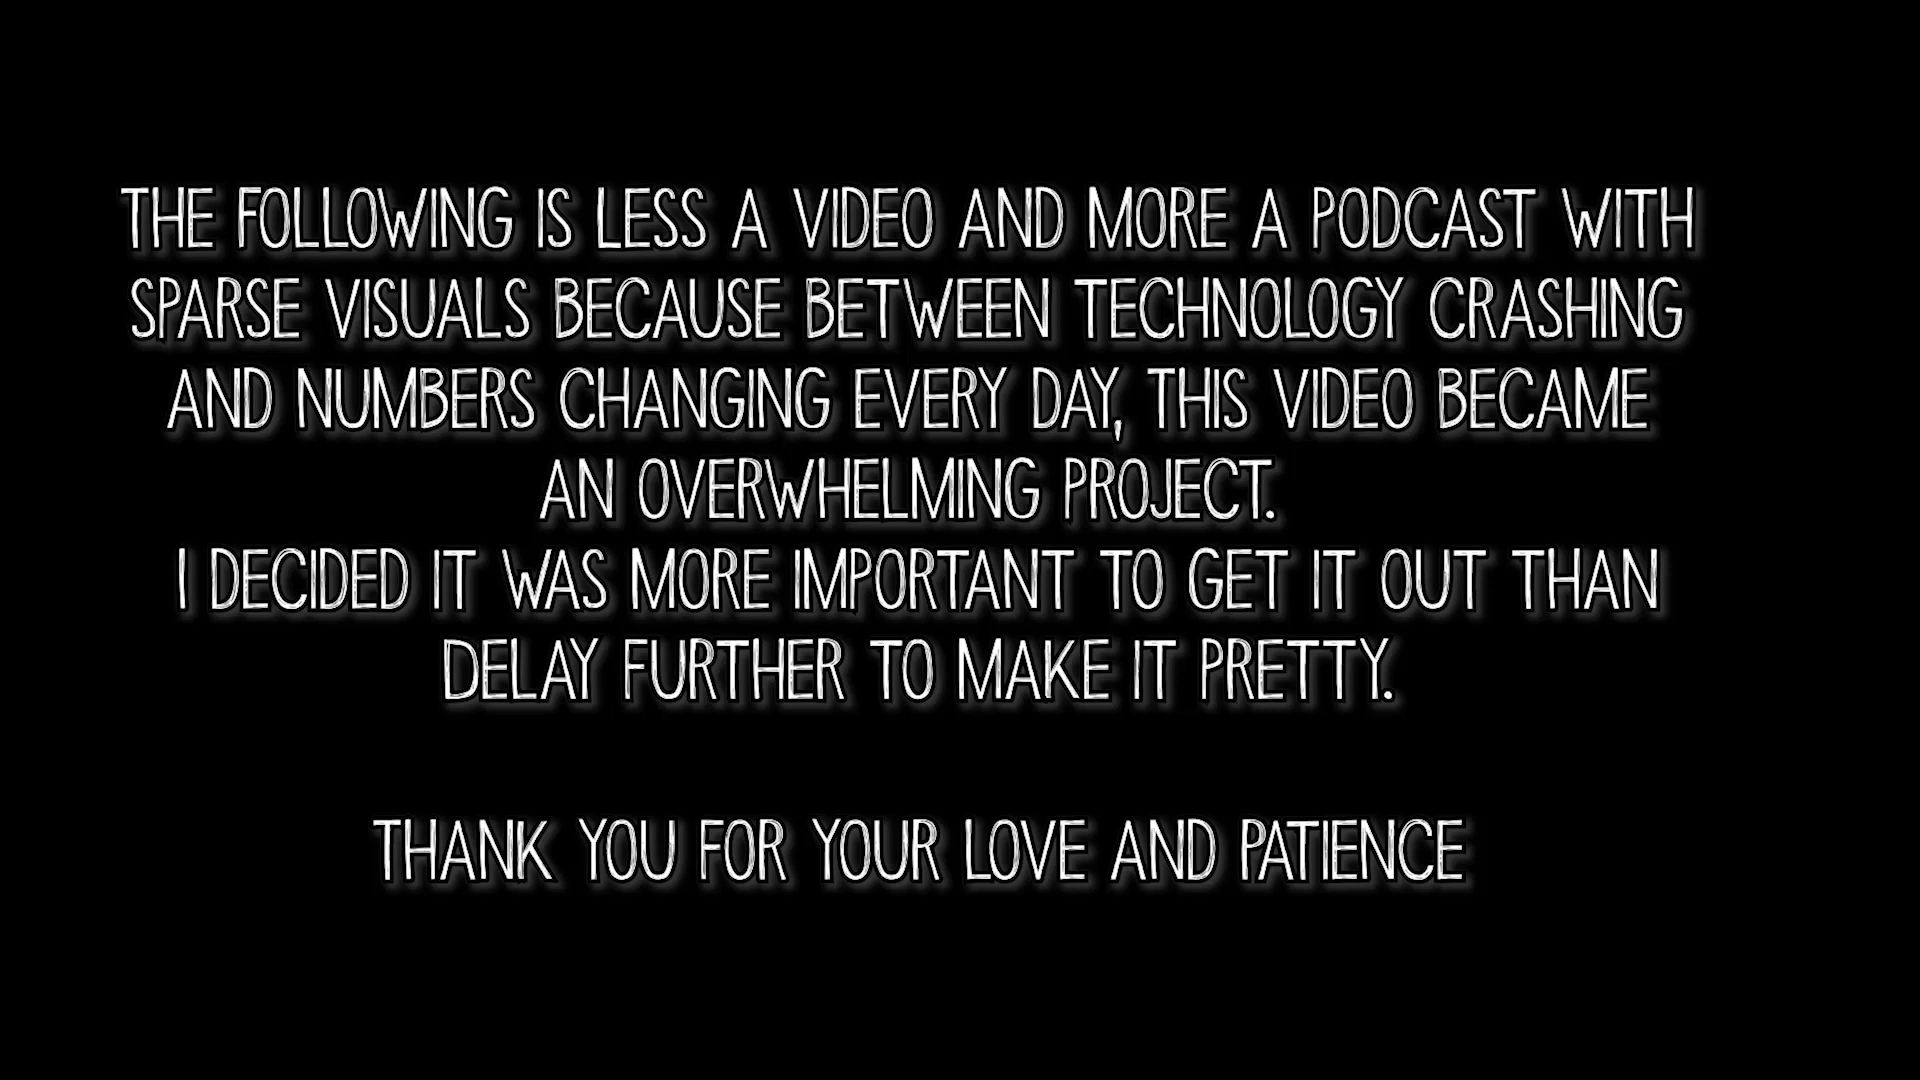 THE FOLLOWING IS LESS A VIDEO AND MORE A PODCAST WITH
SPARSE VISUALS BECAUSE BETWEEN TECHNOLOGY CRASHING
AND NUMBERS CHANGING EVERY DAY, THIS VIDEO BECAME
AN OVERWHELMING PROJECT.
I DECIDED IT WAS MORE IMPORTANT TO GET IT OUT THAN
DELAY FURTHER TO MAKE IT PRETTY.
THANK YOU FOR YOUR LOVE AND PATIENCE